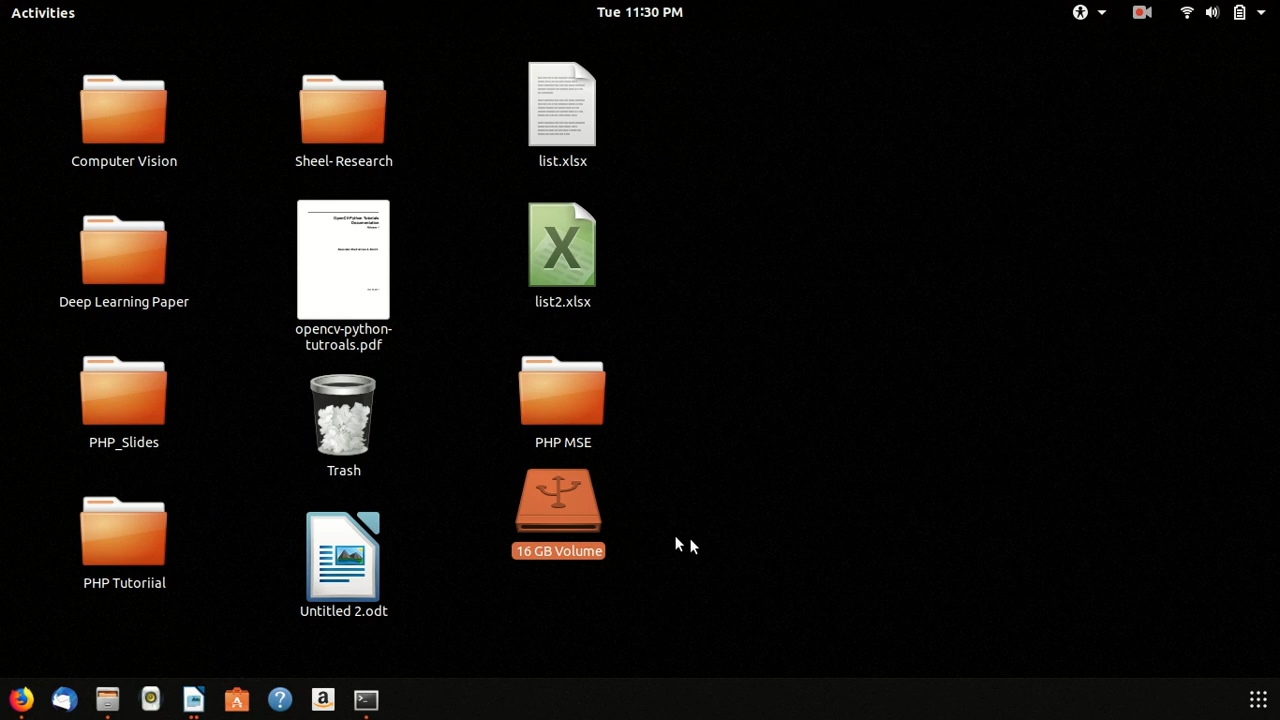 Activities
Tue 11:30 PM
Computer Vision
Sheel- Research
list.xlsx
Deep Learning Paper
opencv-python-
tutroals.pdf
list2.xlsx
PHP_Slides
Trash
PHP MSE
PHP Tutoriial
Untitled 2.odt
16 GB Volume